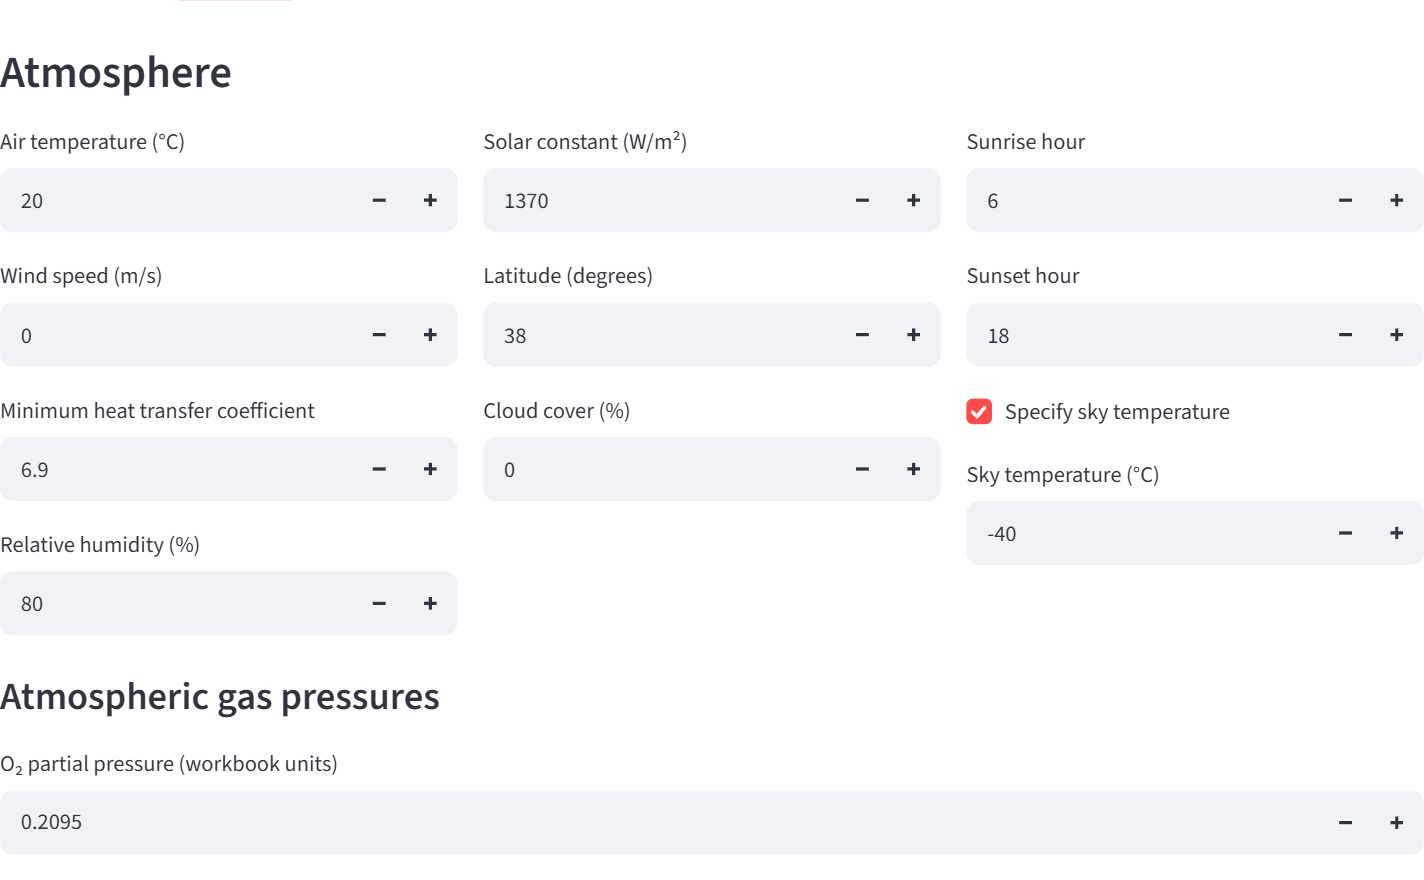 Atmosphere
Air temperature (°C)
20
Wind speed (m/s)
0
Minimum heat transfer coefficient
6.9
Relative humidity (%)
80
Solar constant (W/m²)
1370
Latitude (degrees)
38
Cloud cover (%)
0
Sunrise hour
6
Sunset hour
18
Specify sky temperature
Sky temperature (°C)
-40
Atmospheric gas pressures
O₂ partial pressure (workbook units)
0.2095